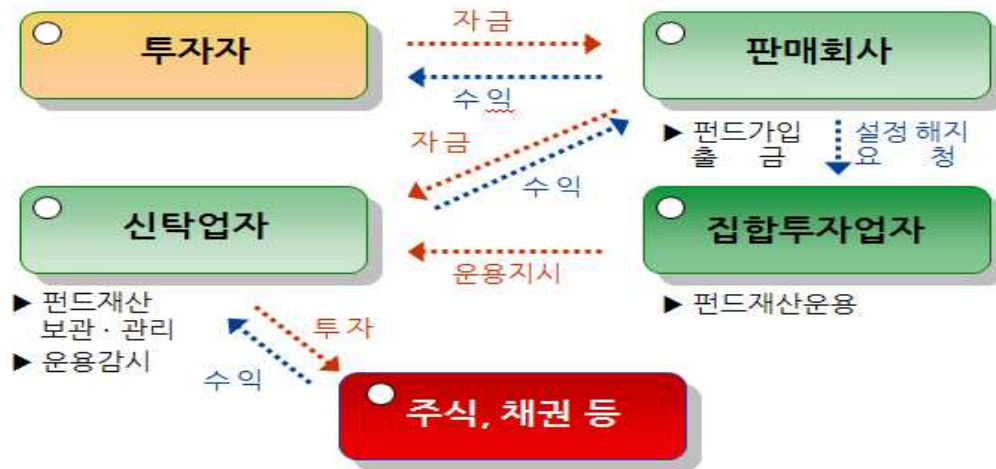 자 금
투자자
판매회사
수 익
▶ 펀드가입
출 금
설정 해지
요 청
자 금
수 익
신탁업자
집합투자업자
운용지시
▶ 펀드재산
보관 · 관리
▶ 운용감시
▶ 펀드재산운용
투 자
수 익
주식, 채권 등